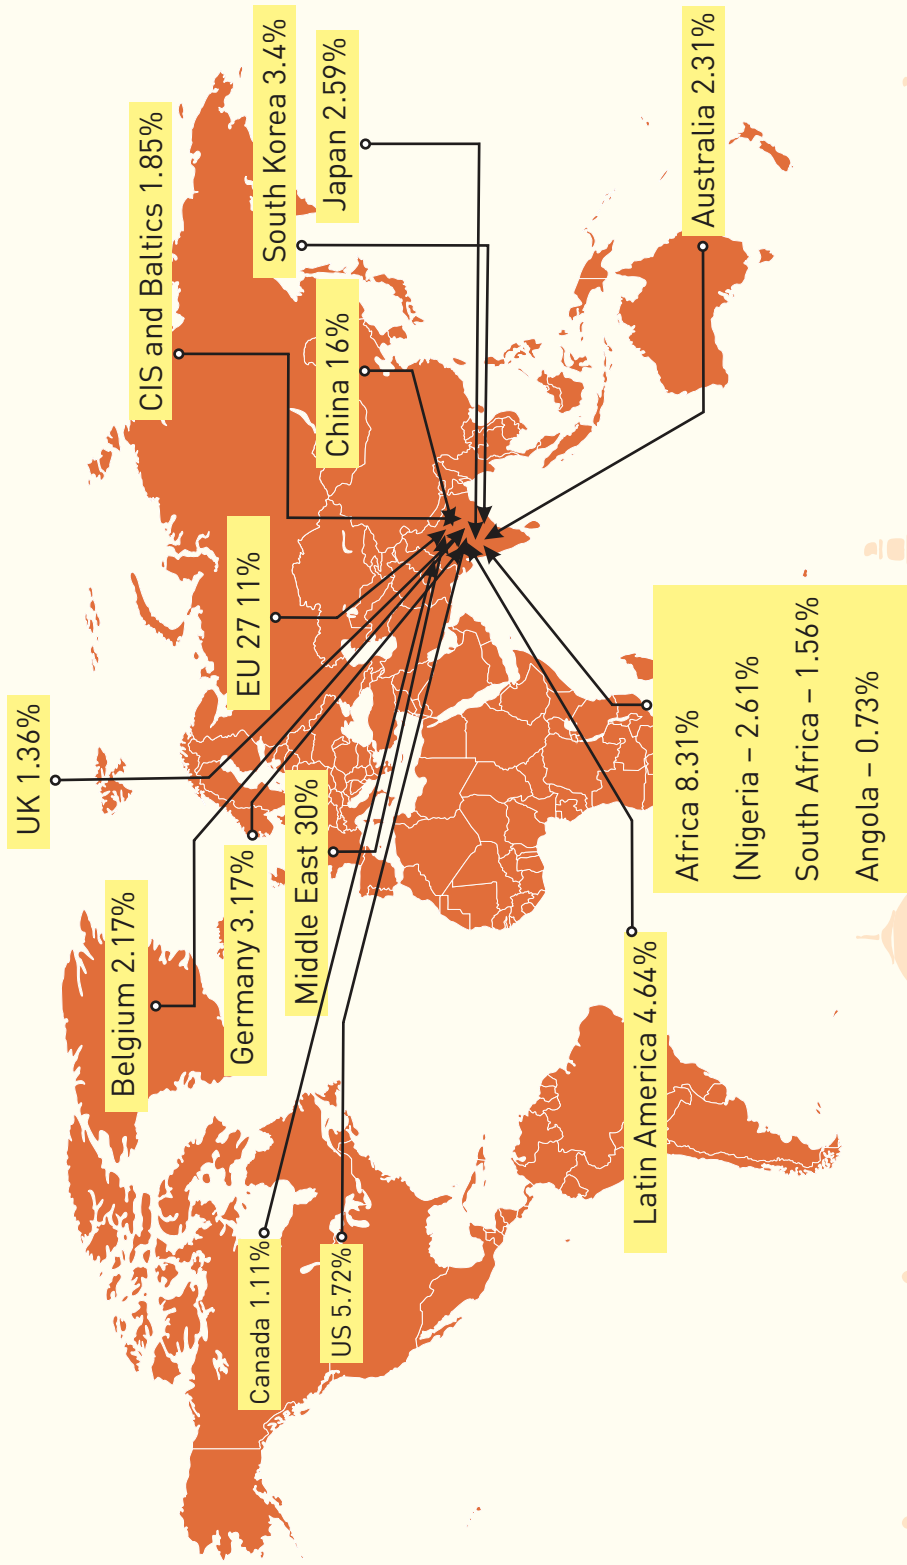 UK 1.36%
Belgium 2.17%
CIS and Baltics 1.85%
EU 27 11%
Germany 3.17%
South Korea 3.4%
Canada 1.11%
Middle East 30%
China 16%
Japan 2.59%
US 5.72%
Latin America 4.64%
Africa 8.31%
(Nigeria – 2.61%
South Africa – 1.56%
Angola – 0.73%
Australia 2.31%